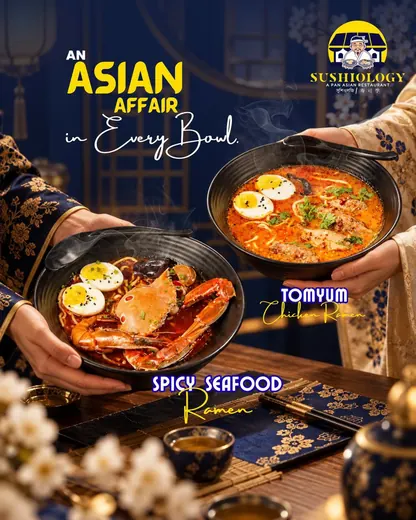 AN
ASIAN
AFFAIR
in Every Bowl.
SUSHIOLOGY
A PAN ASIAN RESTAURANT
TOMYUM
Chicken Ramen
SPICY SEAFOOD
Ramen